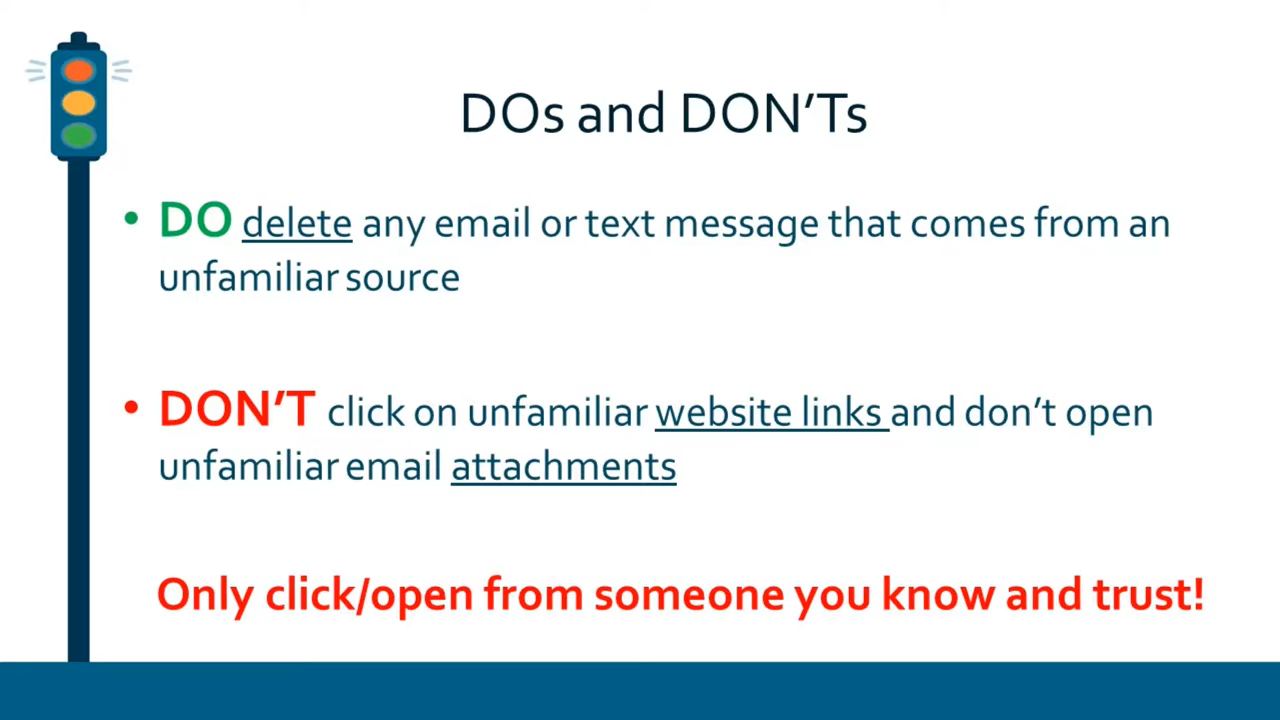 DOs and DON’Ts
• DO delete any email or text message that comes from an
unfamiliar source
• DON’T click on unfamiliar website links and don’t open
unfamiliar email attachments
Only click/open from someone you know and trust!